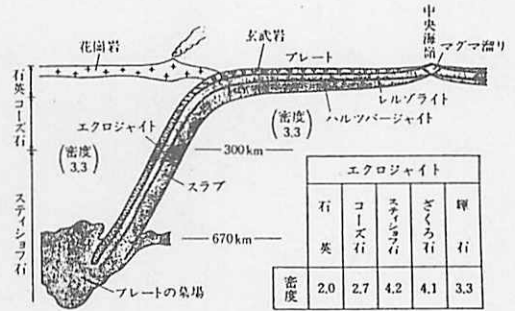 中央海嶺
花崗岩
玄武岩
プレート
マグマ溜り
石英
コーズ石
スティショフ石
レルゾライト
ハルツバージャイト
エクロジャイト
(密度 3.3)
(密度 3.3)
300km
スラブ
670km
プレートの墓場
エクロジャイト
石英 コーズ石 スティショフ石 ざくろ石 輝石
密度 2.0 2.7 4.2 4.1 3.3